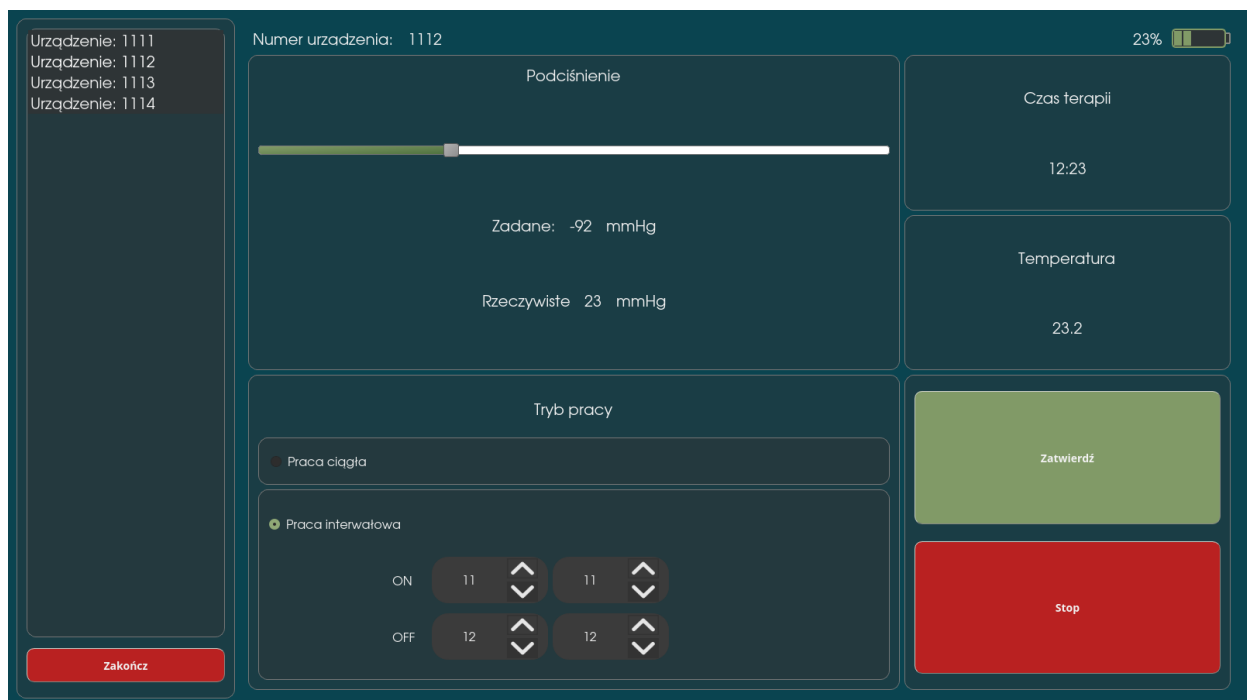 Urządzenie: 1111
Urządzenie: 1112
Urządzenie: 1113
Urządzenie: 1114
Zakończ
Numer urzadzenia: 1112
23%
Podciśnienie
Zadane: -92 mmHg
Rzeczywiste 23 mmHg
Czas terapii
12:23
Temperatura
23.2
Tryb pracy
Praca ciągła
Praca interwałowa
ON 11 11
OFF 12 12
Zatwierdź
Stop